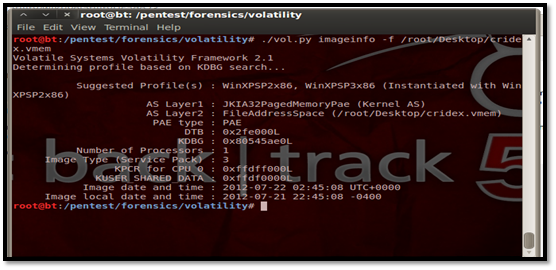 root@bt: /pentest/forensics/volatility
File Edit View Terminal Help
root@bt:/pentest/forensics/volatility# ./vol.py imageinfo -f /root/Desktop/cride
x.vmem
Volatile Systems Volatility Framework 2.1
Determining profile based on KDBG search...
Suggested Profile(s) : WinXPSP2x86, WinXPSP3x86 (Instantiated with Win
XPSP2x86)
AS Layer1 : JKIA32PagedMemoryPae (Kernel AS)
AS Layer2 : FileAddressSpace (/root/Desktop/cridex.vmem)
PAE type : PAE
DTB : 0x2fe000L
KDBG : 0x80545ae0L
Number of Processors : 1
Image Type (Service Pack) : 3
KPCR for CPU 0 : 0xffdff000L
KUSER_SHARED_DATA : 0xffdf0000L
Image date and time : 2012-07-22 02:45:08 UTC+0000
Image local date and time : 2012-07-21 22:45:08 -0400
root@bt:/pentest/forensics/volatility#
back | track 5